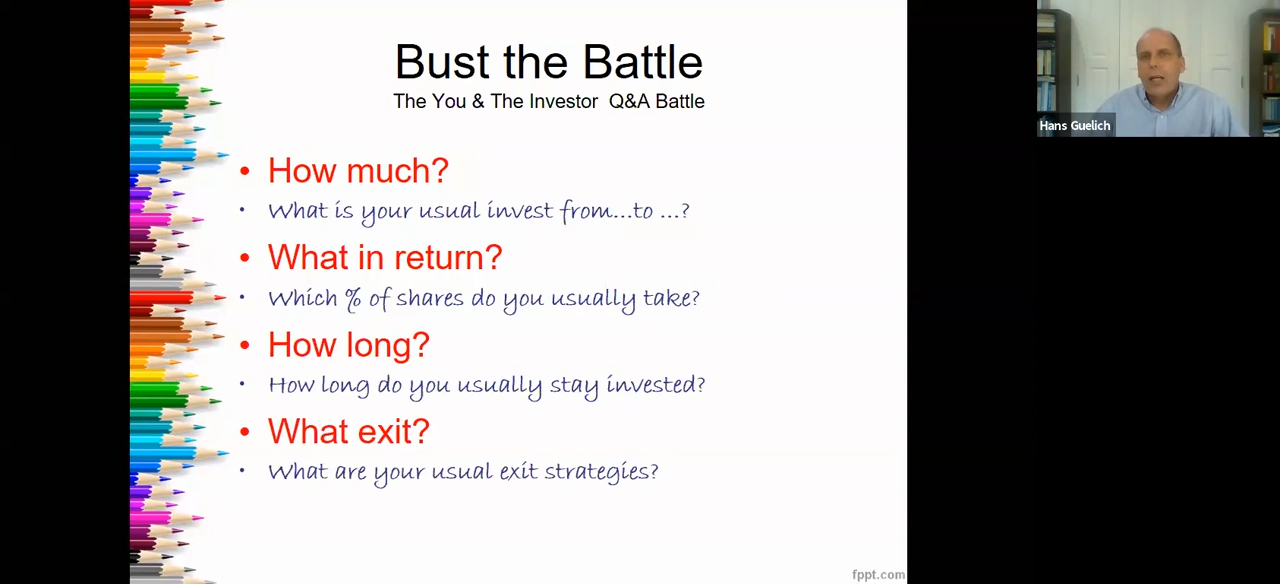 Bust the Battle
The You & The Investor Q&A Battle
• How much?
• What is your usual invest from...to ...?
• What in return?
• Which % of shares do you usually take?
• How long?
• How long do you usually stay invested?
• What exit?
• What are your usual exit strategies?
fppt.com
Hans Guelich